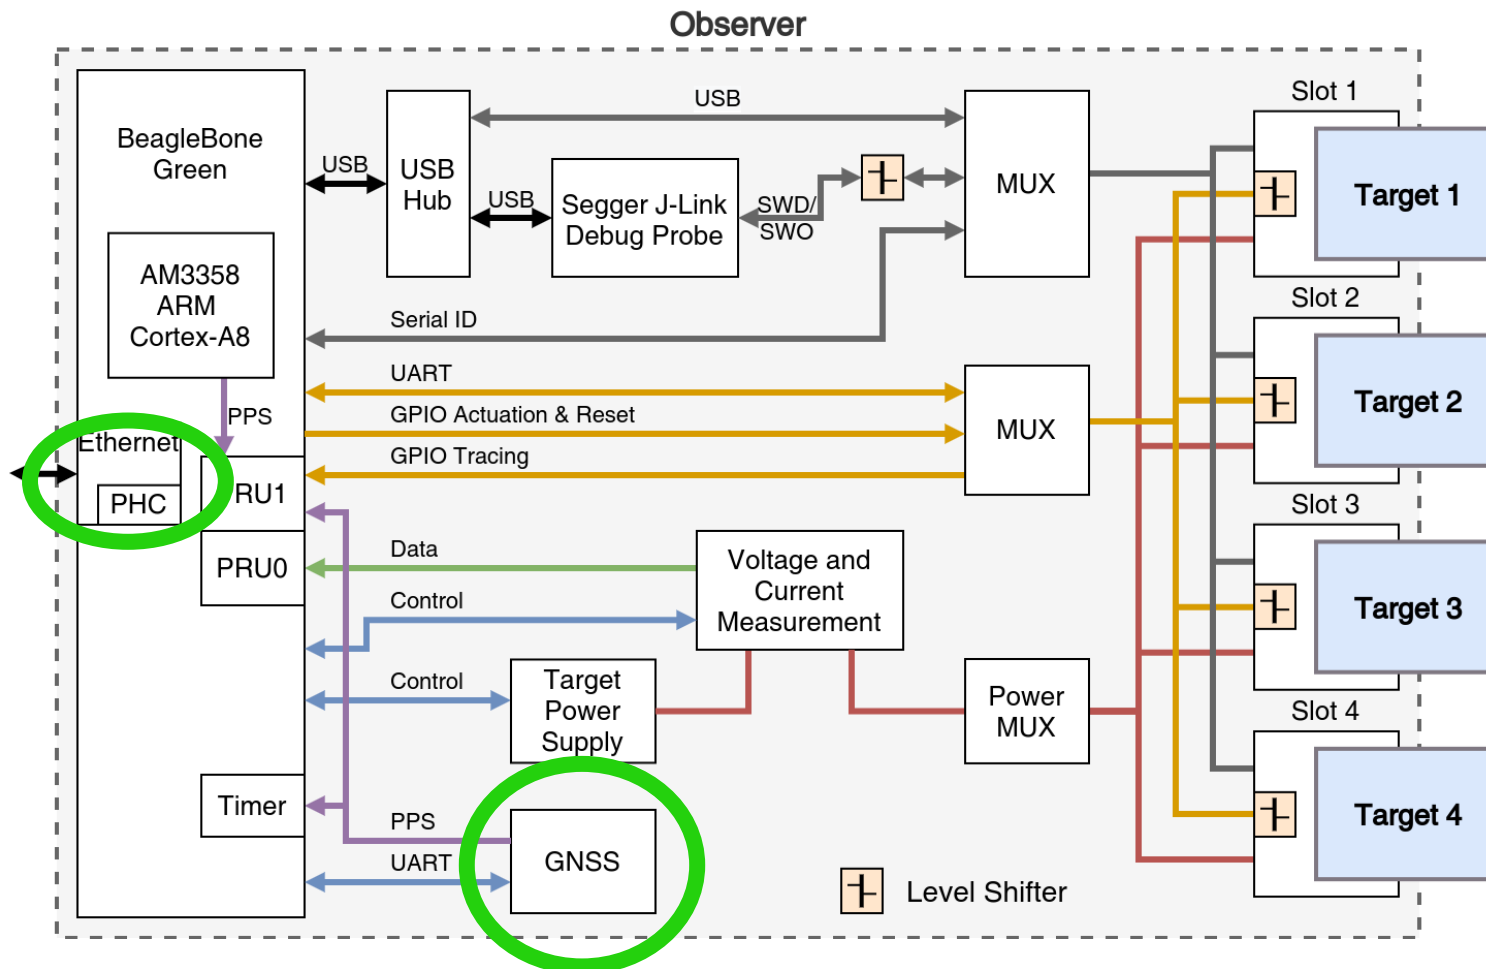 Observer
BeagleBone
Green
USB
USB
Hub
USB
USB
Segger J-Link
Debug Probe
SWD/
SWO
MUX
Slot 1
Target 1
AM3358
ARM
Cortex-A8
PPS
Ethernet
PHC
RU1
PRU0
Timer
Serial ID
UART
GPIO Actuation & Reset
GPIO Tracing
MUX
Slot 2
Target 2
Data
Control
Voltage and
Current
Measurement
Slot 3
Target 3
Control
Target
Power
Supply
Power
MUX
Slot 4
Target 4
PPS
UART
GNSS
Level Shifter